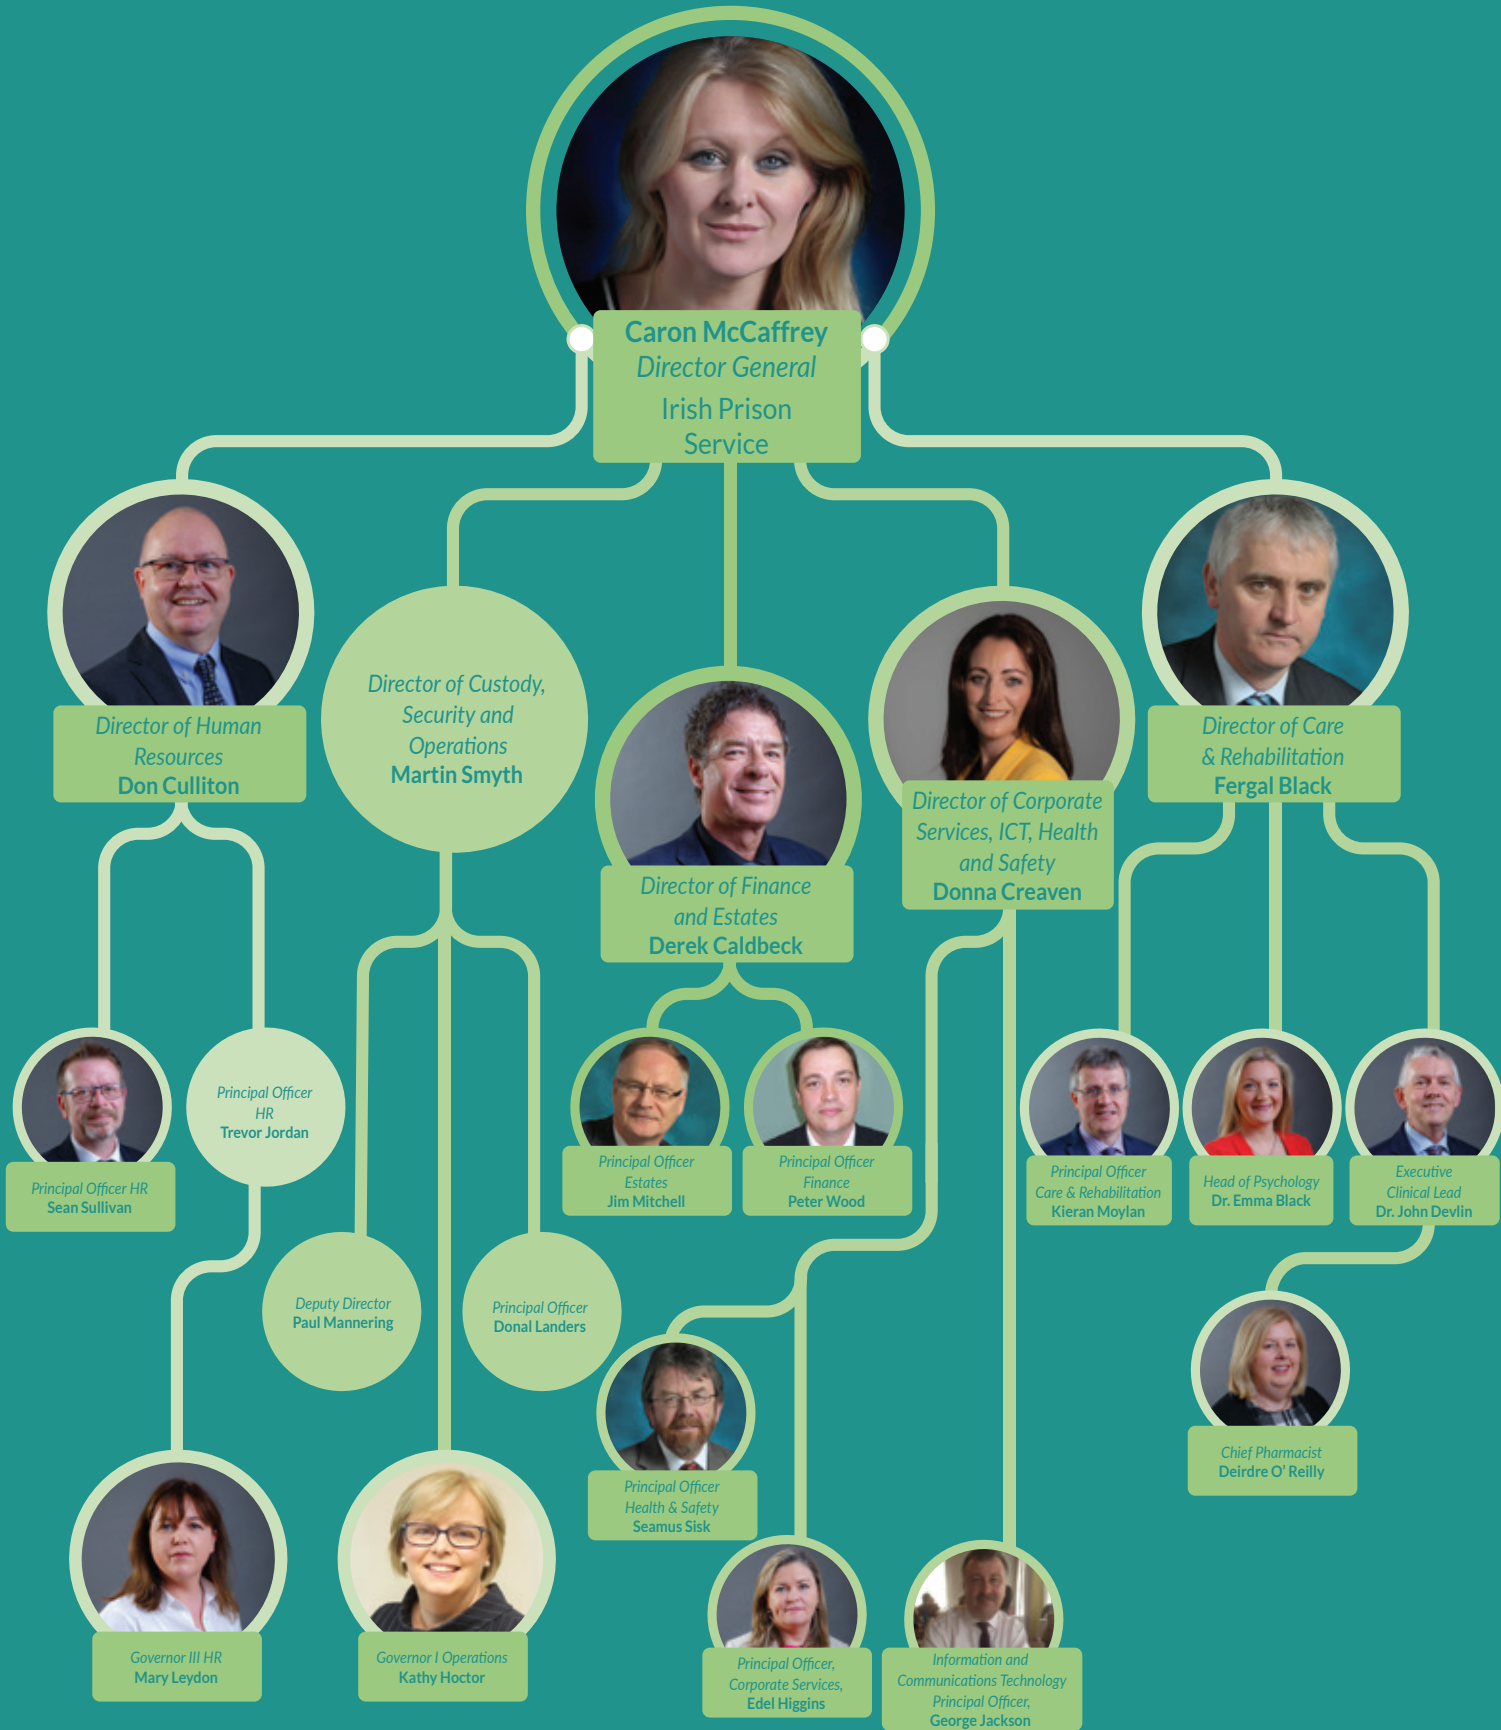 Caron McCaffrey
Director General
Irish Prison
Service
Director of Human
Resources
Don Culliton
Director of Custody,
Security and
Operations
Martin Smyth
Director of Finance
and Estates
Derek Caldbeck
Director of Corporate
Services, ICT, Health
and Safety
Donna Creaven
Director of Care
& Rehabilitation
Fergal Black
Principal Officer HR
Sean Sullivan
Principal Officer
HR
Trevor Jordan
Deputy Director
Paul Mannering
Principal Officer
Donal Landers
Principal Officer
Estates
Jim Mitchell
Principal Officer
Finance
Peter Wood
Principal Officer
Care & Rehabilitation
Kieran Moylan
Head of Psychology
Dr. Emma Black
Executive
Clinical Lead
Dr. John Devlin
Chief Pharmacist
Deirdre O' Reilly
Principal Officer
Health & Safety
Seamus Sisk
Governor III HR
Mary Leydon
Governor I Operations
Kathy Hoctor
Principal Officer,
Corporate Services,
Edel Higgins
Information and
Communications Technology
Principal Officer,
George Jackson